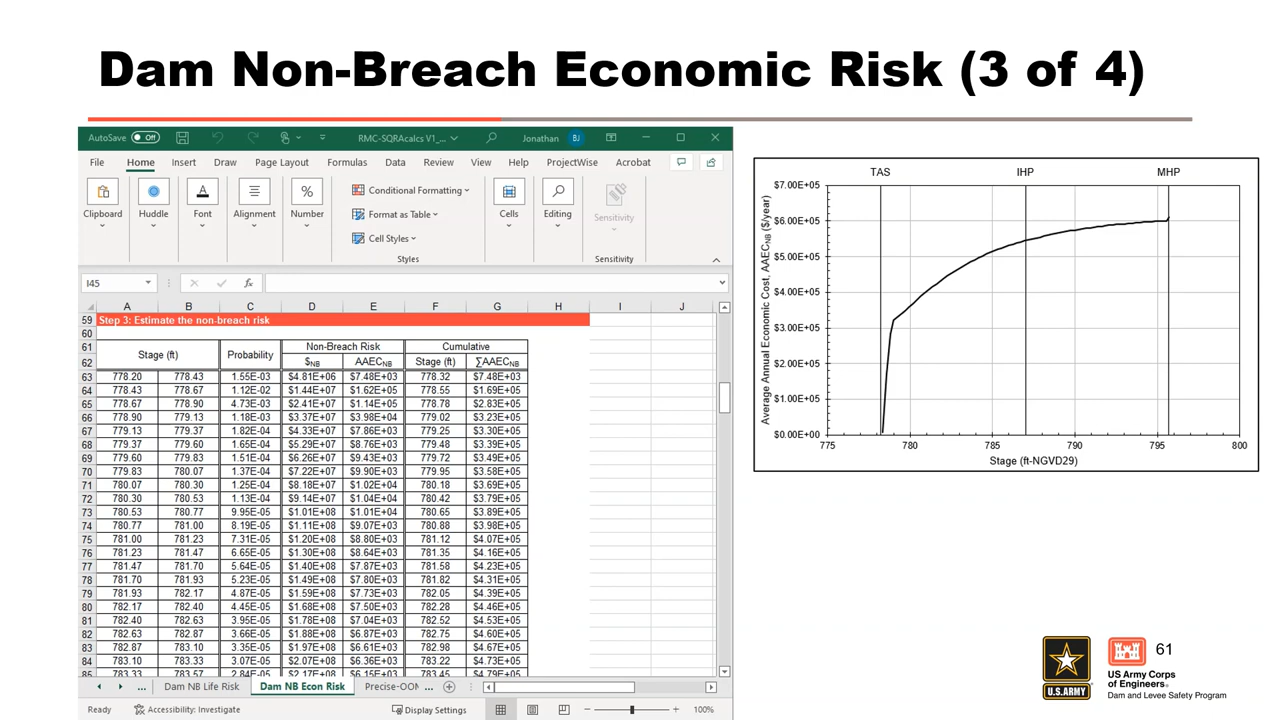 Dam Non-Breach Economic Risk (3 of 4)
AutoSave Off RMC-SQRAcalcs V1_... Jonathan BJ
File Home Insert Draw Page Layout Formulas Data Review View Help ProjectWise Acrobat
Conditional Formatting
Format as Table
Cell Styles
Clipboard Huddle Font Alignment Number Cells Editing Sensitivity
Styles Sensitivity
I45 fx
A B C D E F G H I J
59 Step 3: Estimate the non-breach risk
60
61 Stage (ft) Probability Non-Breach Risk Cumulative
62 $NB AAECNB Stage (ft) ∑AAECNB
63 778.20 778.43 1.55E-03 $4.81E+06 $7.48E+03 778.32 $7.48E+03
64 778.43 778.67 1.12E-02 $1.44E+07 $1.62E+05 778.55 $1.69E+05
65 778.67 778.90 4.73E-03 $2.41E+07 $1.14E+05 778.78 $2.83E+05
66 778.90 779.13 1.18E-03 $3.37E+07 $3.98E+04 779.02 $3.23E+05
67 779.13 779.37 1.82E-04 $4.33E+07 $7.86E+03 779.25 $3.30E+05
68 779.37 779.60 1.65E-04 $5.29E+07 $8.76E+03 779.48 $3.39E+05
69 779.60 779.83 1.51E-04 $6.26E+07 $9.43E+03 779.72 $3.49E+05
70 779.83 780.07 1.37E-04 $7.22E+07 $9.90E+03 779.95 $3.58E+05
71 780.07 780.30 1.25E-04 $8.18E+07 $1.02E+04 780.18 $3.69E+05
72 780.30 780.53 1.13E-04 $9.14E+07 $1.04E+04 780.42 $3.79E+05
73 780.53 780.77 9.95E-05 $1.01E+08 $1.01E+04 780.65 $3.89E+05
74 780.77 781.00 8.19E-05 $1.11E+08 $9.07E+03 780.88 $3.98E+05
75 781.00 781.23 7.31E-05 $1.20E+08 $8.80E+03 781.12 $4.07E+05
76 781.23 781.47 6.65E-05 $1.30E+08 $8.64E+03 781.35 $4.16E+05
77 781.47 781.70 5.64E-05 $1.40E+08 $7.87E+03 781.58 $4.23E+05
78 781.70 781.93 5.23E-05 $1.49E+08 $7.80E+03 781.82 $4.31E+05
79 781.93 782.17 4.87E-05 $1.59E+08 $7.73E+03 782.05 $4.39E+05
80 782.17 782.40 4.45E-05 $1.68E+08 $7.50E+03 782.28 $4.46E+05
81 782.40 782.63 3.95E-05 $1.78E+08 $7.04E+03 782.52 $4.53E+05
82 782.63 782.87 3.66E-05 $1.88E+08 $6.87E+03 782.75 $4.60E+05
83 782.87 783.10 3.35E-05 $1.97E+08 $6.61E+03 782.98 $4.67E+05
84 783.10 783.33 3.07E-05 $2.07E+08 $6.36E+03 783.22 $4.73E+05
85 783.33 783.57 2.84E-05 $2.17E+08 $6.15E+03 783.45 $4.79E+05
... Dam NB Life Risk Dam NB Econ Risk Precise-OOM ...
Ready Accessibility: Investigate Display Settings 100%
TAS IHP MHP
Average Annual Economic Cost, AAECNB ($/year)
$7.00E+05
$6.00E+05
$5.00E+05
$4.00E+05
$3.00E+05
$2.00E+05
$1.00E+05
$0.00E+00
775 780 785 790 795 800
Stage (ft-NGVD29)
U.S.ARMY
61
US Army Corps
of Engineers®
Dam and Levee Safety Program